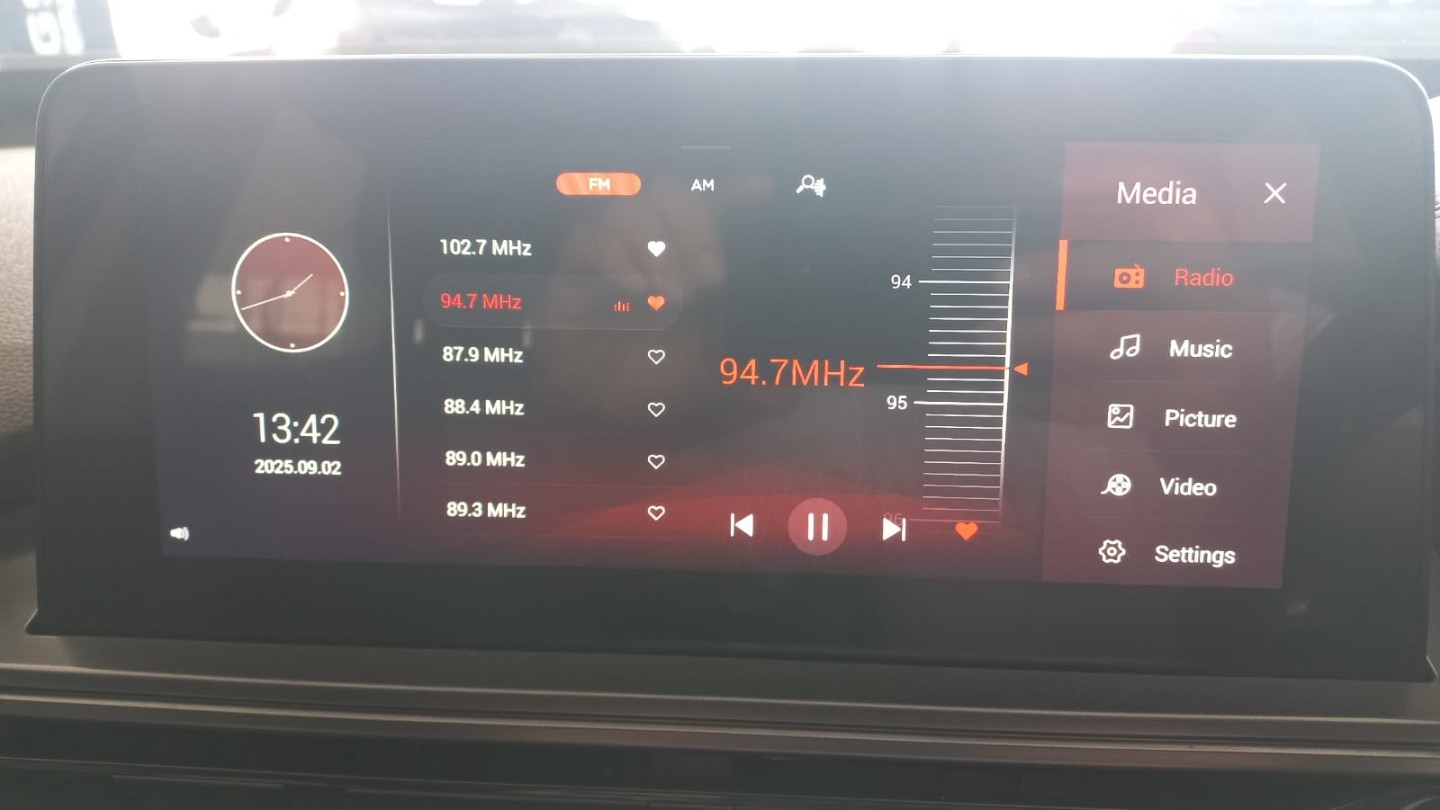 FM AM
102.7 MHz
94.7 MHz
87.9 MHz
88.4 MHz
89.0 MHz
89.3 MHz
13:42
2025.09.02
94
94.7MHz
95
96
Media
Radio
Music
Picture
Video
Settings